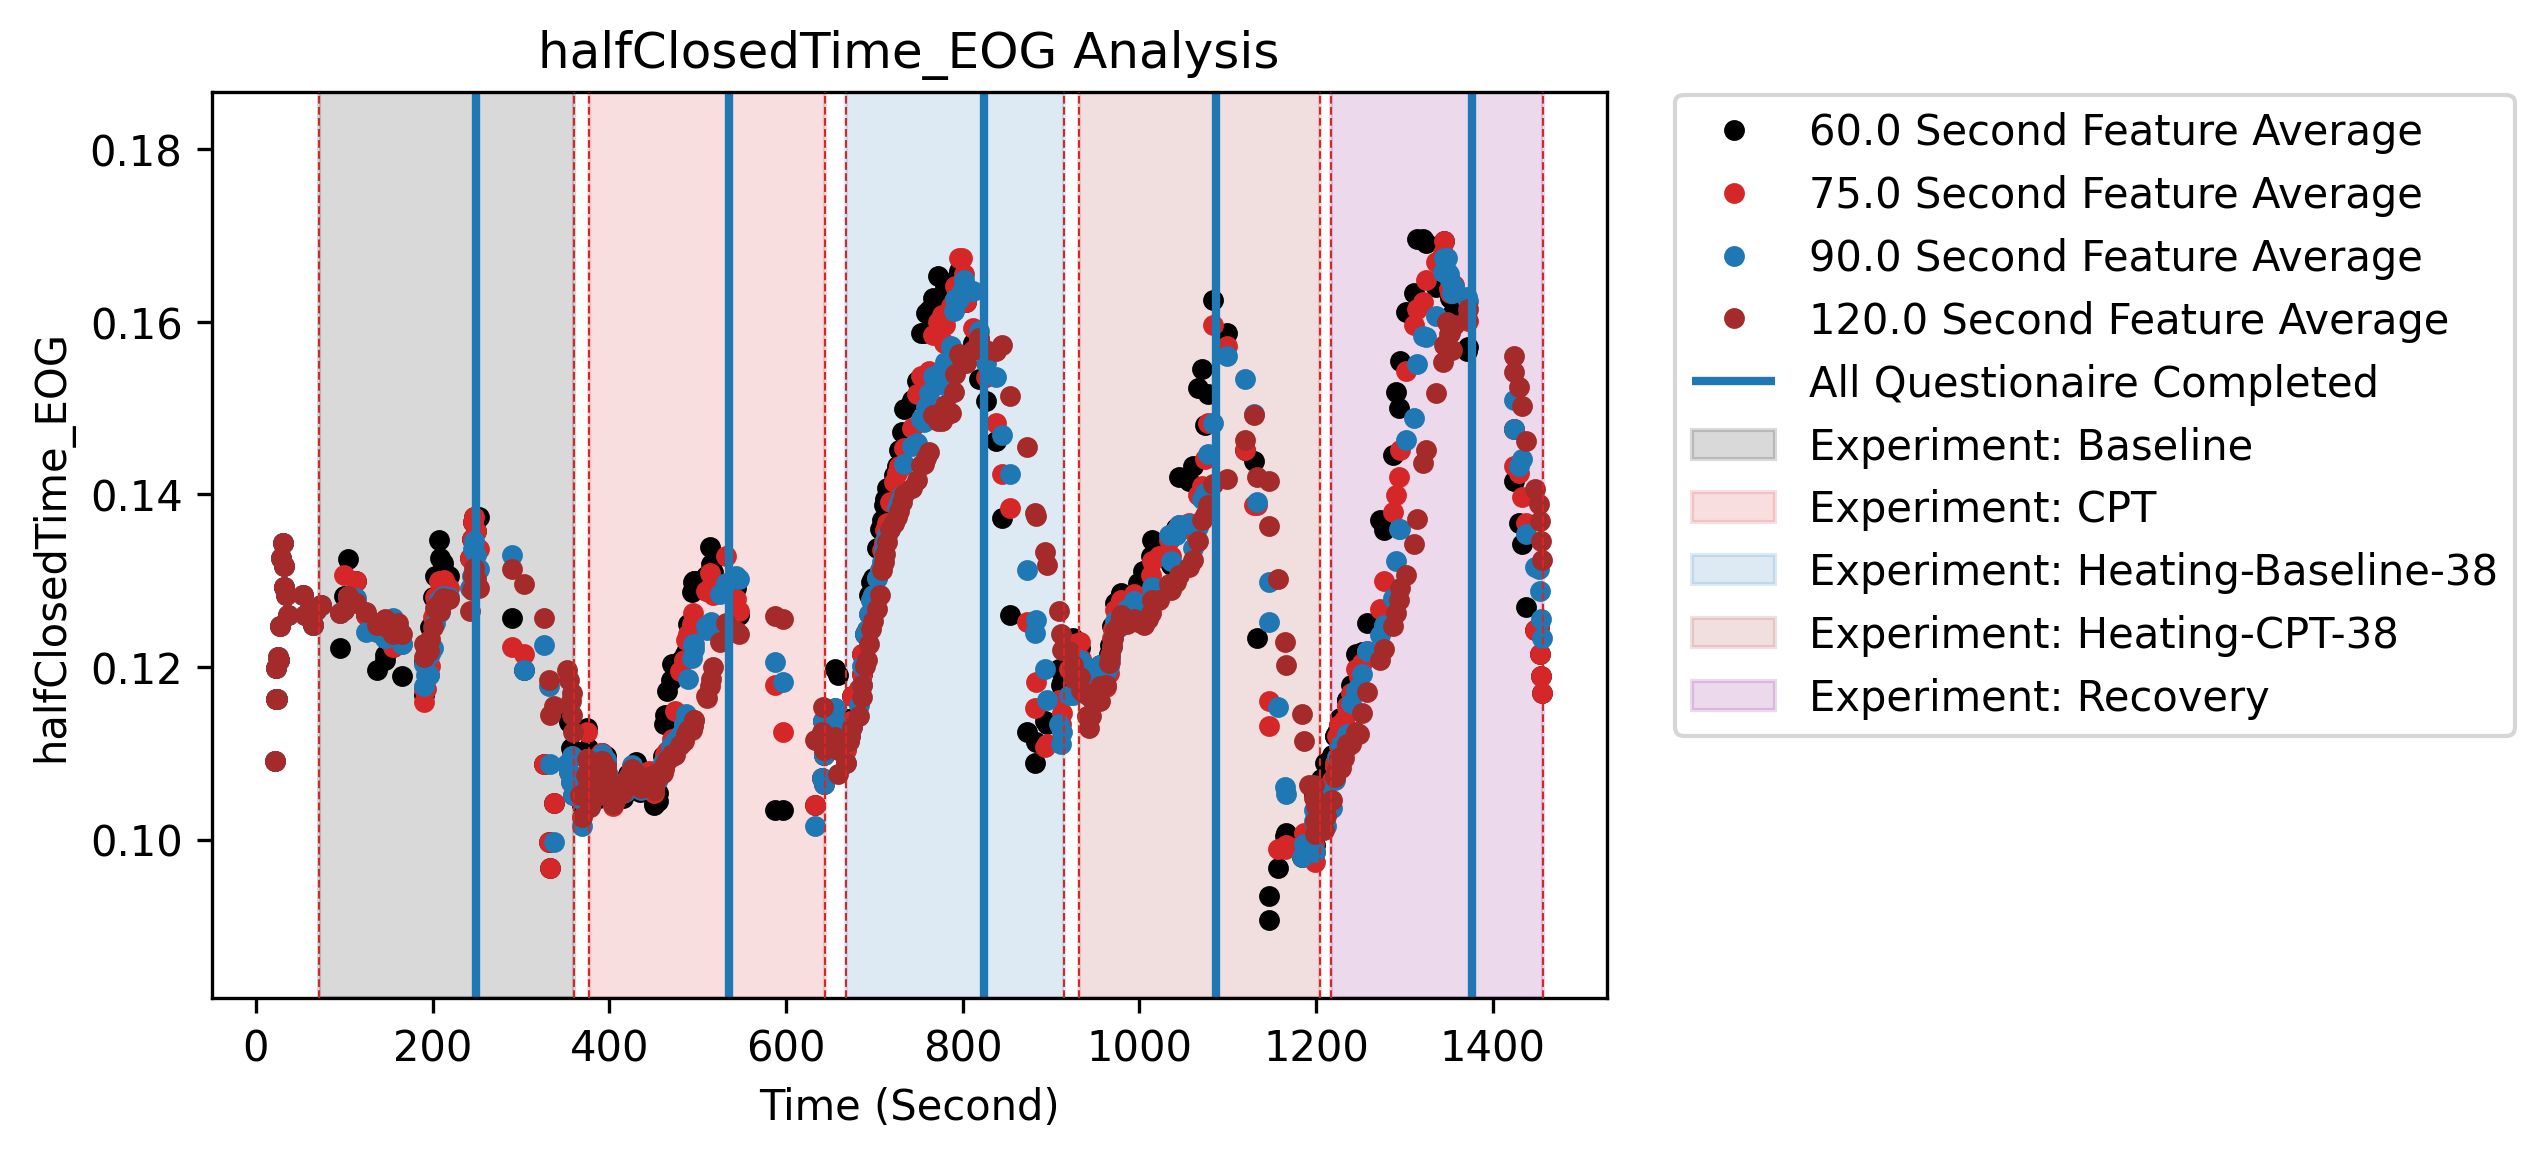 halfClosedTime_EOG Analysis
halfClosedTime_EOG
0.18
0.16
0.14
0.12
0.10
0 200 400 600 800 1000 1200 1400
Time (Second)
60.0 Second Feature Average
75.0 Second Feature Average
90.0 Second Feature Average
120.0 Second Feature Average
All Questionaire Completed
Experiment: Baseline
Experiment: CPT
Experiment: Heating-Baseline-38
Experiment: Heating-CPT-38
Experiment: Recovery